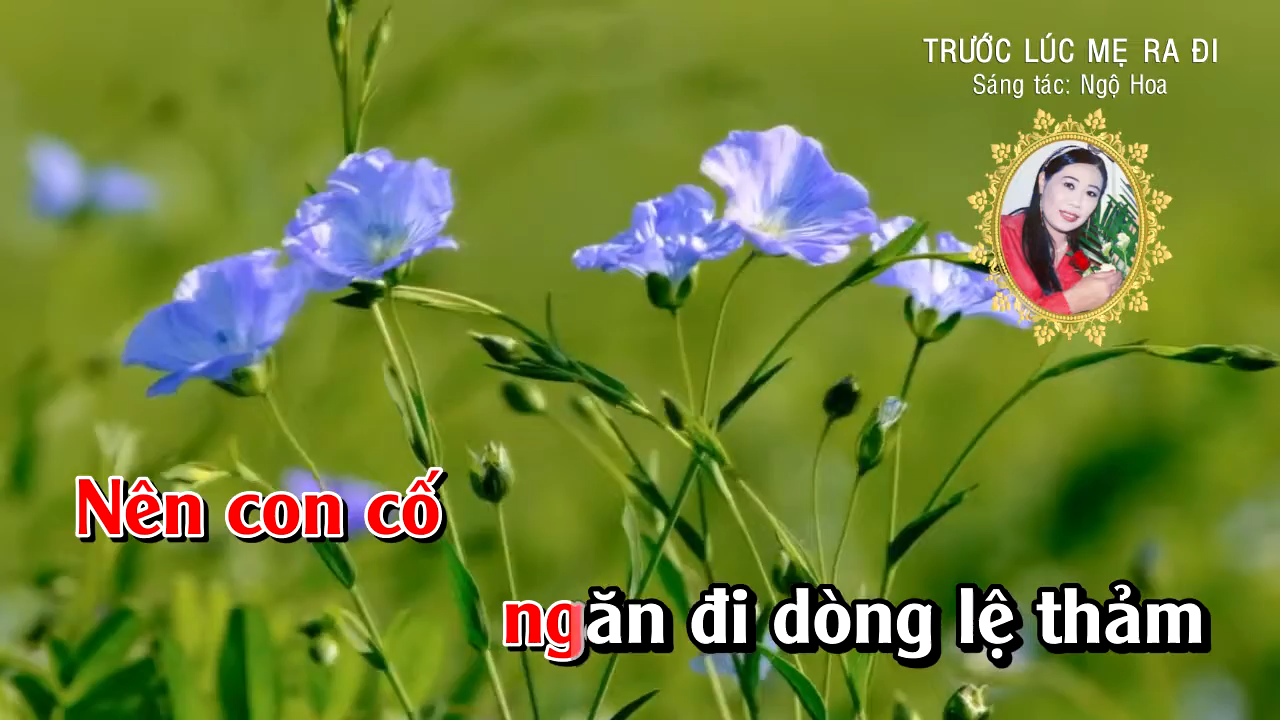 TRƯỚC LÚC MẸ RA ĐI
Sáng tác: Ngộ Hoa
Nên con cố
ngăn đi dòng lệ thảm